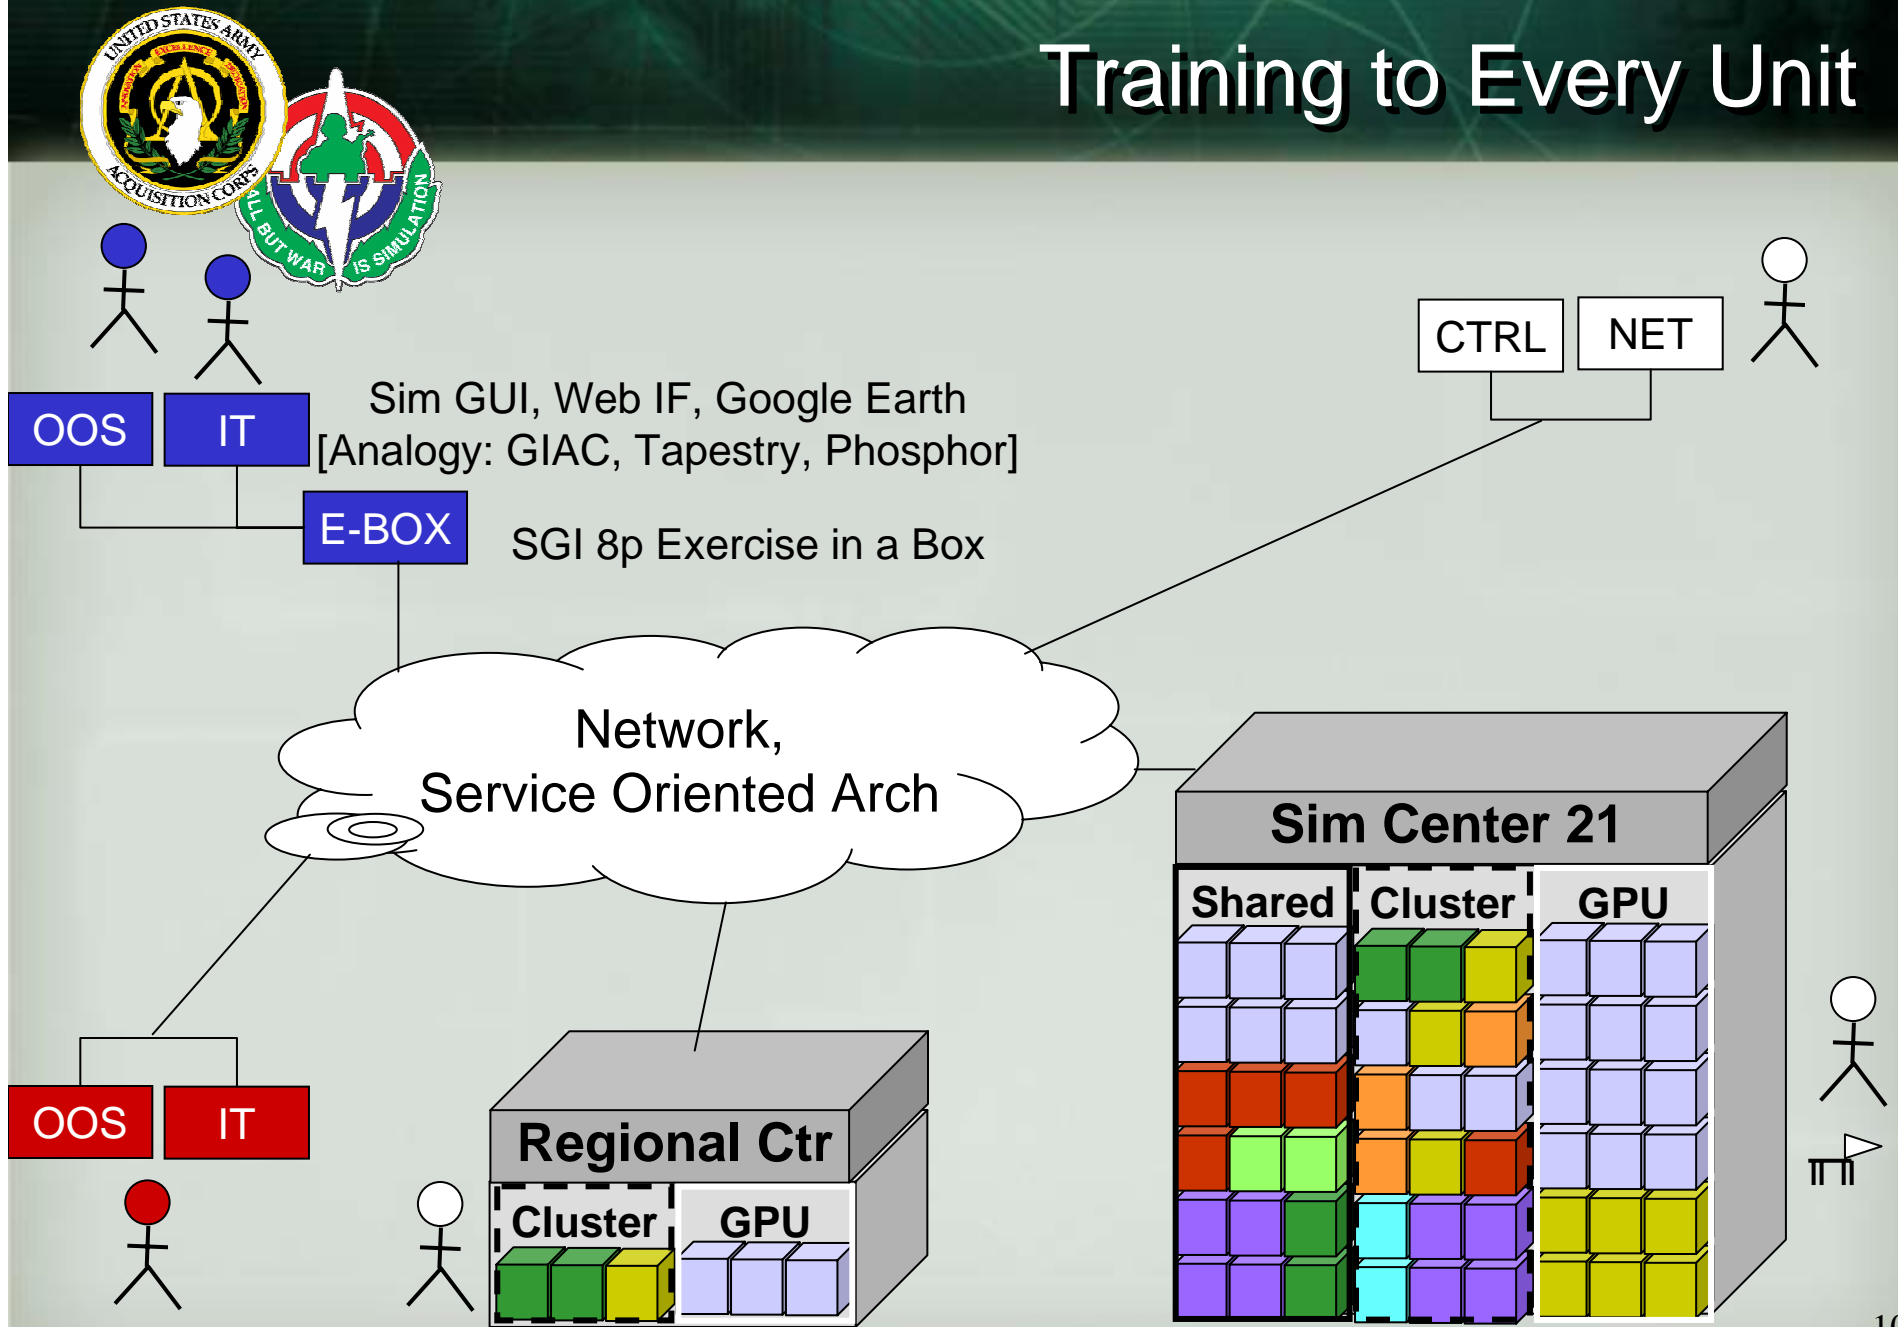 Training to Every Unit
UNITED STATES ARMY
EXCELLENCE
ACQUISITION CORPS
ALL BUT WAR IS SIMULATION
CTRL
NET
OOS
IT
Sim GUI, Web IF, Google Earth
[Analogy: GIAC, Tapestry, Phosphor]
E-BOX
SGI 8p Exercise in a Box
Network,
Service Oriented Arch
Sim Center 21
Shared
Cluster
GPU
OOS
IT
Regional Ctr
Cluster
GPU